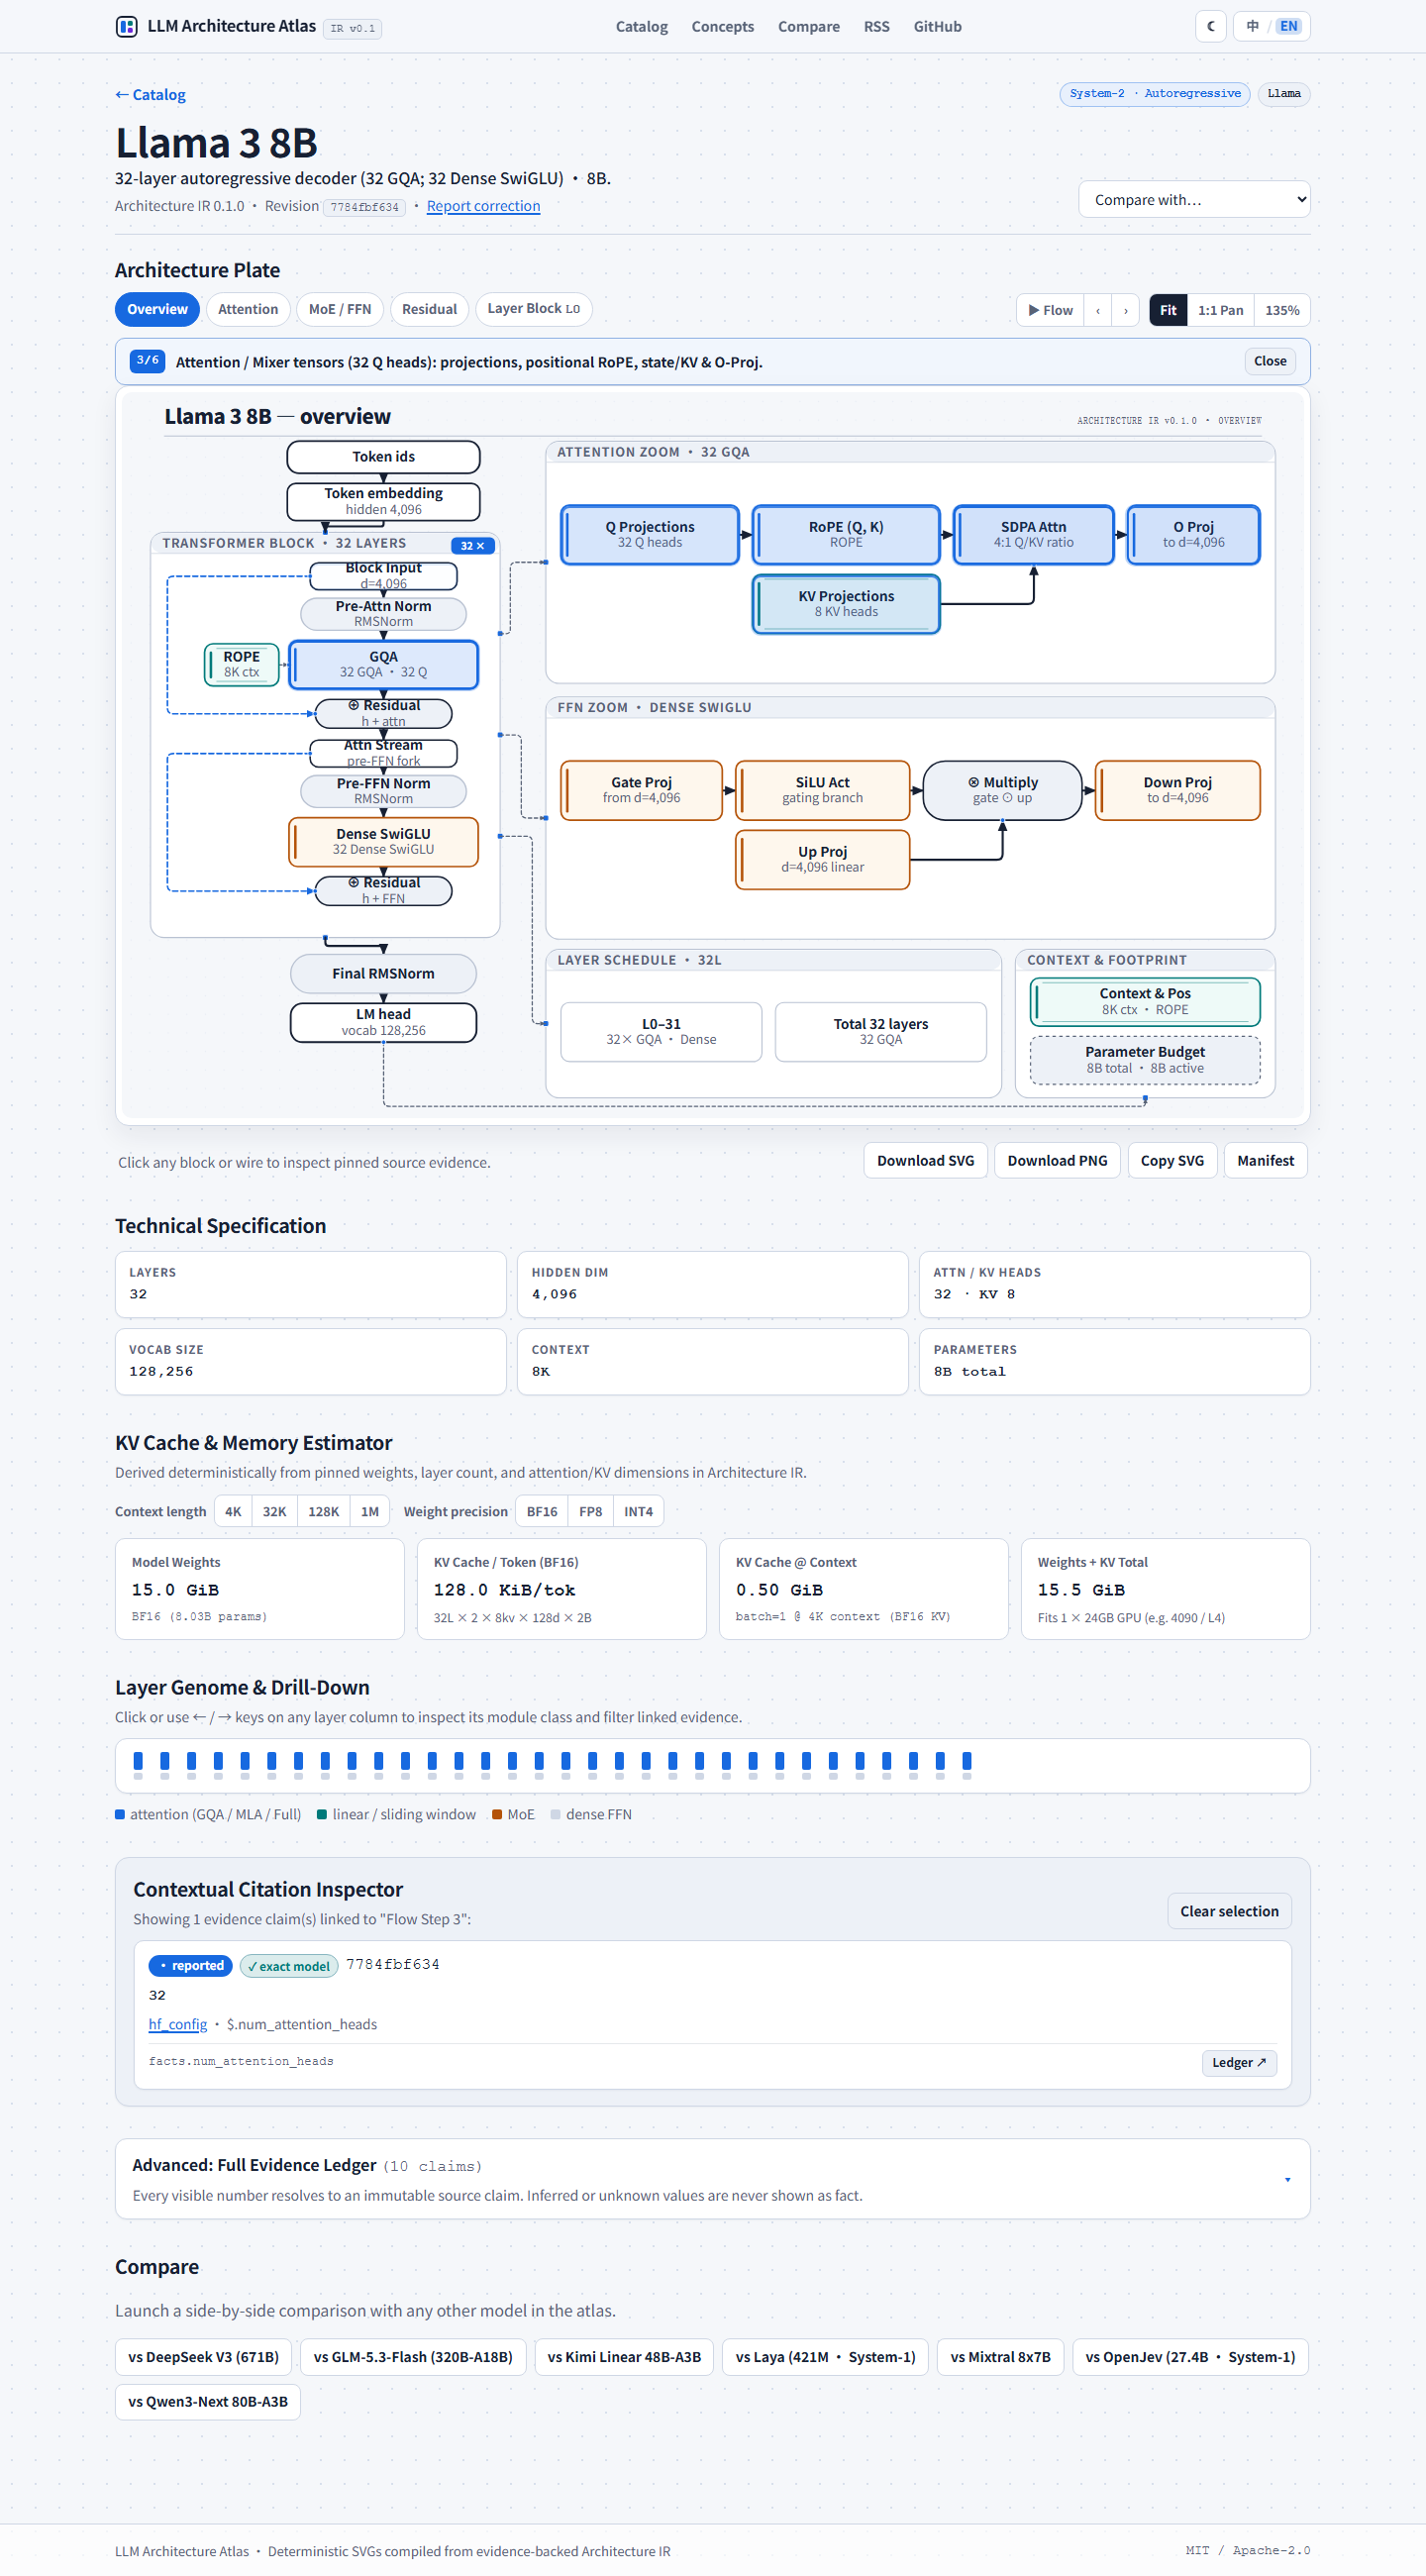 LLM Architecture Atlas IR v0.1
Catalog Concepts Compare RSS GitHub
☾ 中 / EN
← Catalog
System-2 · Autoregressive Llama
Llama 3 8B
32-layer autoregressive decoder (32 GQA; 32 Dense SwiGLU) • 8B.
Architecture IR 0.1.0 • Revision 7784fbf634 • Report correction
Compare with...
Architecture Plate
Overview Attention MoE / FFN Residual Layer Block L0
▶ Flow ‹ › Fit 1:1 Pan 135%
3/6 Attention / Mixer tensors (32 Q heads): projections, positional RoPE, state/KV & O-Proj.
Close
Llama 3 8B — overview
ARCHITECTURE IR v0.1.0 • OVERVIEW
Token ids
Token embedding
hidden 4,096
TRANSFORMER BLOCK • 32 LAYERS
32 ×
Block Input
d=4,096
Pre-Attn Norm
RMSNorm
ROPE
8K ctx
GQA
32 GQA • 32 Q
⊕ Residual
h + attn
Attn Stream
pre-FFN fork
Pre-FFN Norm
RMSNorm
Dense SwiGLU
32 Dense SwiGLU
⊕ Residual
h + FFN
Final RMSNorm
LM head
vocab 128,256
ATTENTION ZOOM • 32 GQA
Q Projections
32 Q heads
RoPE (Q, K)
ROPE
SDPA Attn
4:1 Q/KV ratio
O Proj
to d=4,096
KV Projections
8 KV heads
FFN ZOOM • DENSE SWIGLU
Gate Proj
from d=4,096
SiLU Act
gating branch
⊗ Multiply
gate ⊙ up
Down Proj
to d=4,096
Up Proj
d=4,096 linear
LAYER SCHEDULE • 32L
L0–31
32× GQA • Dense
Total 32 layers
32 GQA
CONTEXT & FOOTPRINT
Context & Pos
8K ctx • ROPE
Parameter Budget
8B total • 8B active
Click any block or wire to inspect pinned source evidence.
Download SVG Download PNG Copy SVG Manifest
Technical Specification
LAYERS
32
HIDDEN DIM
4,096
ATTN / KV HEADS
32 · KV 8
VOCAB SIZE
128,256
CONTEXT
8K
PARAMETERS
8B total
KV Cache & Memory Estimator
Derived deterministically from pinned weights, layer count, and attention/KV dimensions in Architecture IR.
Context length 4K 32K 128K 1M Weight precision BF16 FP8 INT4
Model Weights
15.0 GiB
BF16 (8.03B params)
KV Cache / Token (BF16)
128.0 KiB/tok
32L × 2 × 8kv × 128d × 2B
KV Cache @ Context
0.50 GiB
batch=1 @ 4K context (BF16 KV)
Weights + KV Total
15.5 GiB
Fits 1 × 24GB GPU (e.g. 4090 / L4)
Layer Genome & Drill-Down
Click or use ← / → keys on any layer column to inspect its module class and filter linked evidence.
attention (GQA / MLA / Full) linear / sliding window MoE dense FFN
Contextual Citation Inspector
Showing 1 evidence claim(s) linked to "Flow Step 3":
Clear selection
• reported ✓ exact model 7784fbf634
32
hf_config • $.num_attention_heads
facts.num_attention_heads
Ledger ↗
Advanced: Full Evidence Ledger (10 claims)
Every visible number resolves to an immutable source claim. Inferred or unknown values are never shown as fact.
Compare
Launch a side-by-side comparison with any other model in the atlas.
vs DeepSeek V3 (671B) vs GLM-5.3-Flash (320B-A18B) vs Kimi Linear 48B-A3B vs Laya (421M • System-1) vs Mixtral 8x7B vs OpenJev (27.4B • System-1)
vs Qwen3-Next 80B-A3B
LLM Architecture Atlas • Deterministic SVGs compiled from evidence-backed Architecture IR
MIT / Apache-2.0